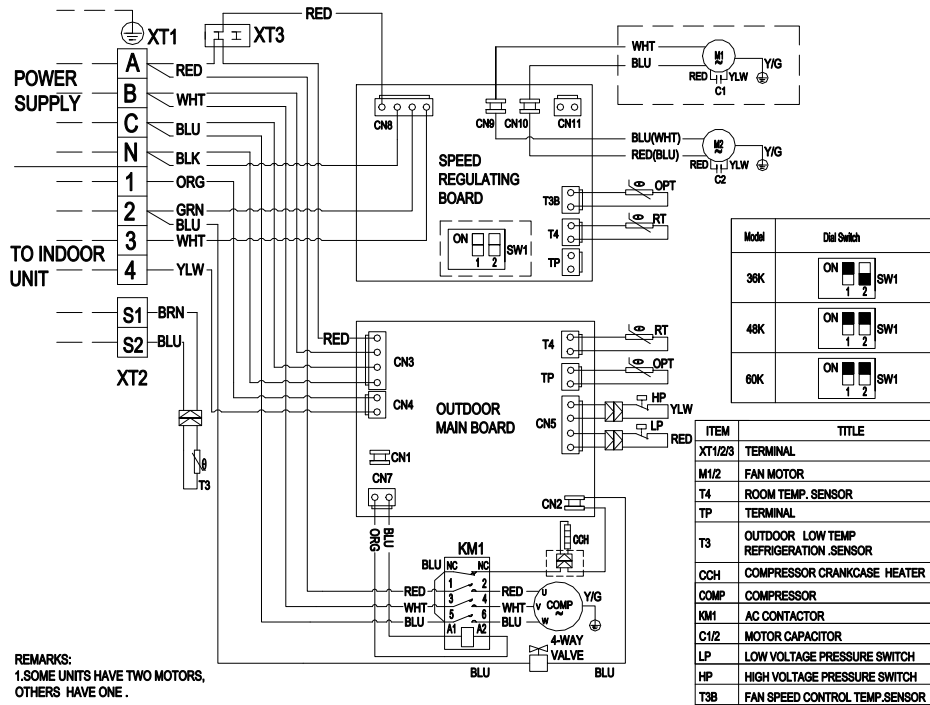 RED
XT1
XT3
POWER
SUPPLY
A
RED
B
WHT
C
BLU
N
BLK
1
ORG
2
GRN
BLU
3
WHT
4
YLW
TO INDOOR
UNIT
S1
BRN
S2
BLU
XT2
T3
CN8
CN9
CN10
CN11
SPEED
REGULATING
BOARD
ON
1 2
SW1
T3B
OPT
T4
RT
TP
WHT
BLU
M1
~
Y/G
RED
YLW
C1
BLU(WHT)
RED(BLU)
M2
~
Y/G
RED
YLW
C2
RED
CN3
CN4
OUTDOOR
MAIN BOARD
CN1
CN7
CN2
T4
RT
TP
OPT
CN5
HP
YLW
LP
RED
ORG
BLU
KM1
CCH
BLU
NC
NC
RED
1
2
RED
WHT
3
4
WHT
BLU
5
6
BLU
A1
A2
U
V
W
COMP
~
Y/G
4-WAY
VALVE
BLU
BLU
Model
Dial Switch
36K
ON
1 2
SW1
48K
ON
1 2
SW1
60K
ON
1 2
SW1
ITEM TITLE
XT1/2/3 TERMINAL
M1/2 FAN MOTOR
T4 ROOM TEMP. SENSOR
TP TERMINAL
T3 OUTDOOR LOW TEMP
REFRIGERATION .SENSOR
CCH COMPRESSOR CRANKCASE HEATER
COMP COMPRESSOR
KM1 AC CONTACTOR
C1/2 MOTOR CAPACITOR
LP LOW VOLTAGE PRESSURE SWITCH
HP HIGH VOLTAGE PRESSURE SWITCH
T3B FAN SPEED CONTROL TEMP.SENSOR
REMARKS:
1.SOME UNITS HAVE TWO MOTORS,
OTHERS HAVE ONE .